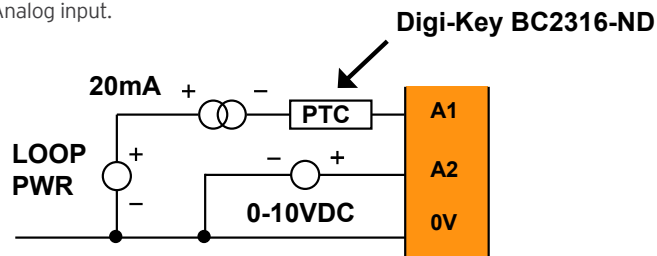 Analog input.
Digi-Key BC2316-ND
20mA + −
PTC
A1
LOOP
PWR
+
−
− +
A2
0-10VDC
0V